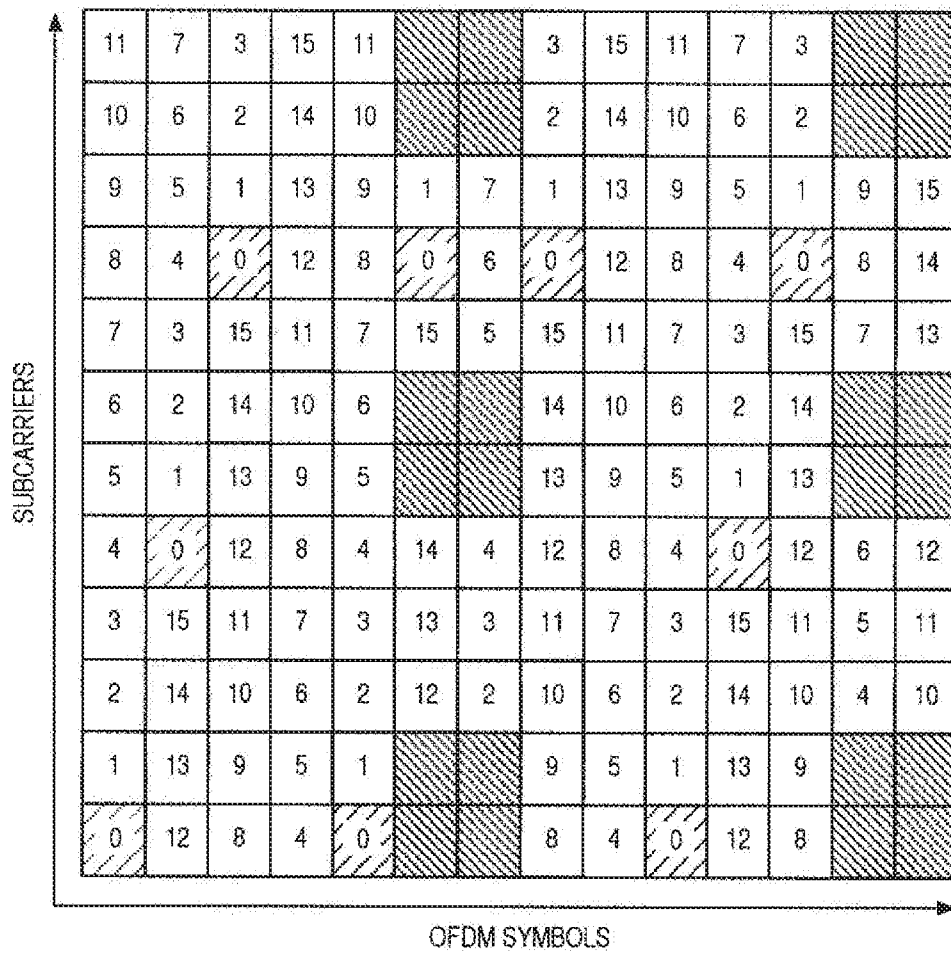 11 7 3 15 11 3 15 11 7 3
10 6 2 14 10 2 14 10 6 2
9 5 1 13 9 1 7 1 13 9 5 1 9 15
8 4 0 12 8 0 6 0 12 8 4 0 8 14
7 3 15 11 7 15 5 15 11 7 3 15 7 13
6 2 14 10 6 14 10 6 2 14
5 1 13 9 5 13 9 5 1 13
4 0 12 8 4 14 4 12 8 4 0 12 6 12
3 15 11 7 3 13 3 11 7 3 15 11 5 11
2 14 10 6 2 12 2 10 6 2 14 10 4 10
1 13 9 5 1 9 5 1 13 9
0 12 8 4 0 8 4 0 12 8
SUBCARRIERS
OFDM SYMBOLS